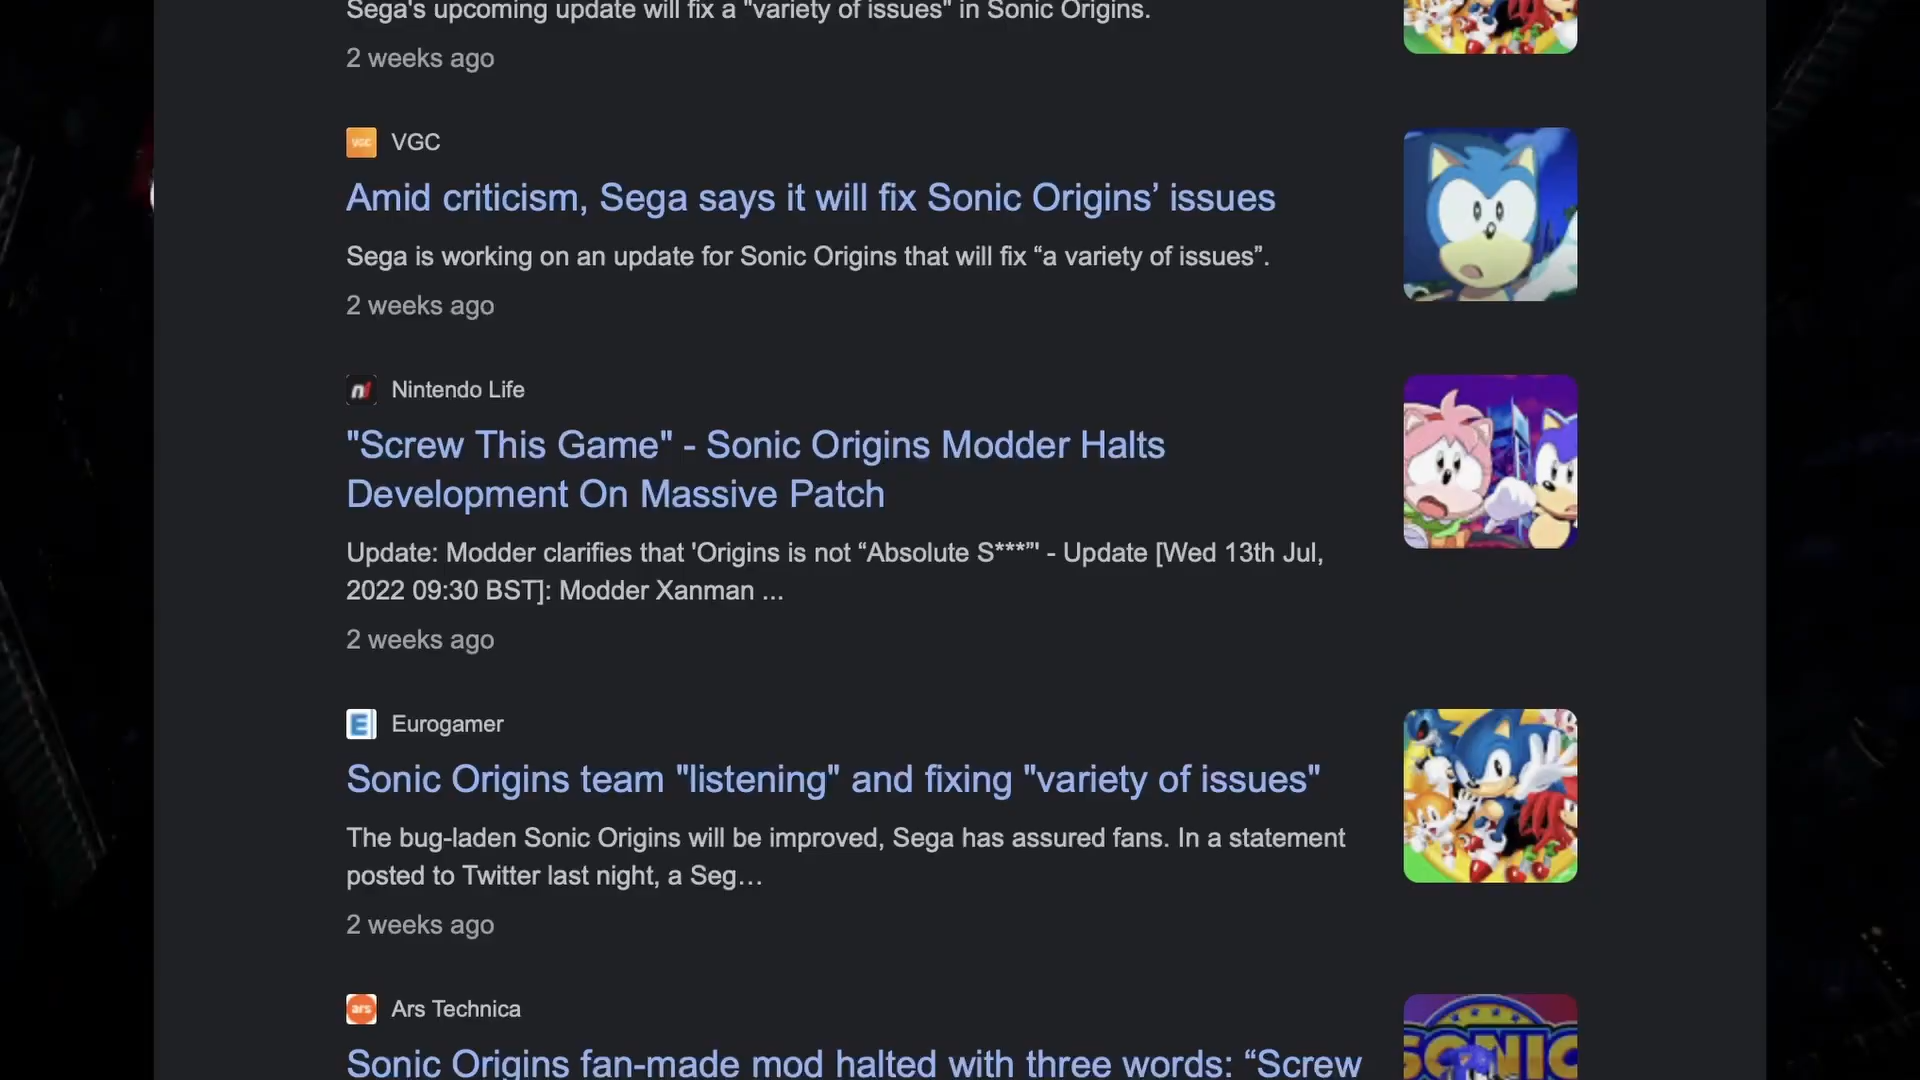 Sega's upcoming update will fix a "variety of issues" in Sonic Origins.
2 weeks ago
VGC
VGC
Amid criticism, Sega says it will fix Sonic Origins’ issues
Sega is working on an update for Sonic Origins that will fix “a variety of issues”.
2 weeks ago
Nintendo Life
"Screw This Game" - Sonic Origins Modder Halts
Development On Massive Patch
Update: Modder clarifies that 'Origins is not “Absolute S***”' - Update [Wed 13th Jul,
2022 09:30 BST]: Modder Xanman ...
2 weeks ago
E
Eurogamer
Sonic Origins team "listening" and fixing "variety of issues"
The bug-laden Sonic Origins will be improved, Sega has assured fans. In a statement
posted to Twitter last night, a Seg…
2 weeks ago
ars
Ars Technica
Sonic Origins fan-made mod halted with three words: “Screw
SONIC